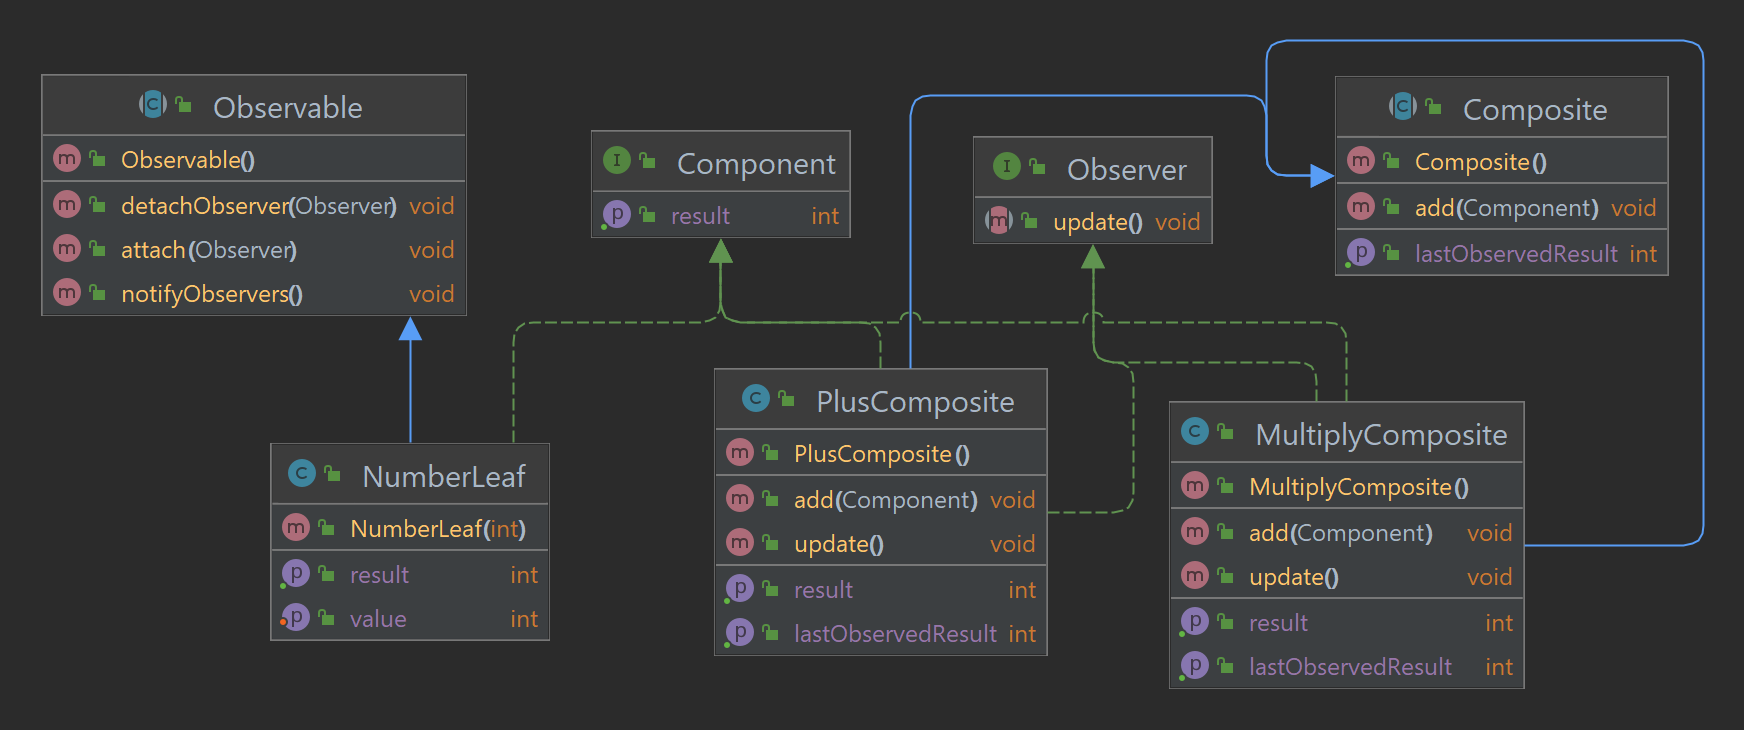 Observable
Observable()
detachObserver(Observer) void
attach(Observer) void
notifyObservers() void
Component
result int
Observer
update() void
Composite
Composite()
add(Component) void
lastObservedResult int
NumberLeaf
NumberLeaf(int)
result int
value int
PlusComposite
PlusComposite()
add(Component) void
update() void
result int
lastObservedResult int
MultiplyComposite
MultiplyComposite()
add(Component) void
update() void
result int
lastObservedResult int